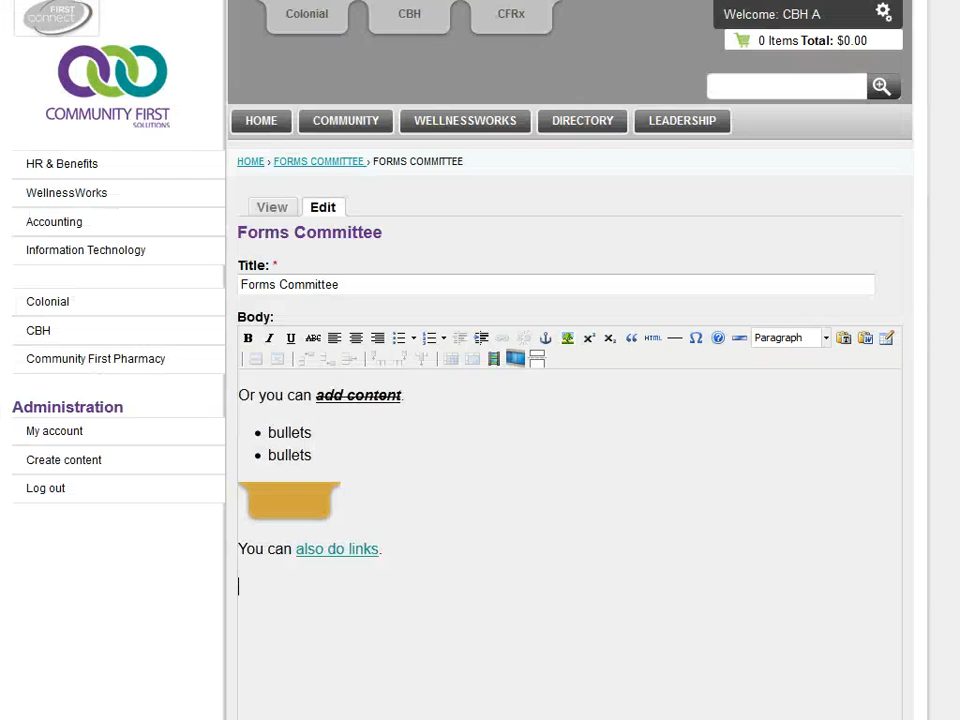 FIRST
connect
Colonial
CBH
CFRx
Welcome: CBH A
0 Items Total: $0.00
COMMUNITY FIRST
SOLUTIONS
HOME
COMMUNITY
WELLNESSWORKS
DIRECTORY
LEADERSHIP
HR & Benefits
WellnessWorks
Accounting
Information Technology
Colonial
CBH
Community First Pharmacy
Administration
My account
Create content
Log out
HOME › FORMS COMMITTEE › FORMS COMMITTEE
View
Edit
Forms Committee
Title: *
Forms Committee
Body:
B I U ABC HTML Ω Paragraph
Or you can add content.
• bullets
• bullets
You can also do links.